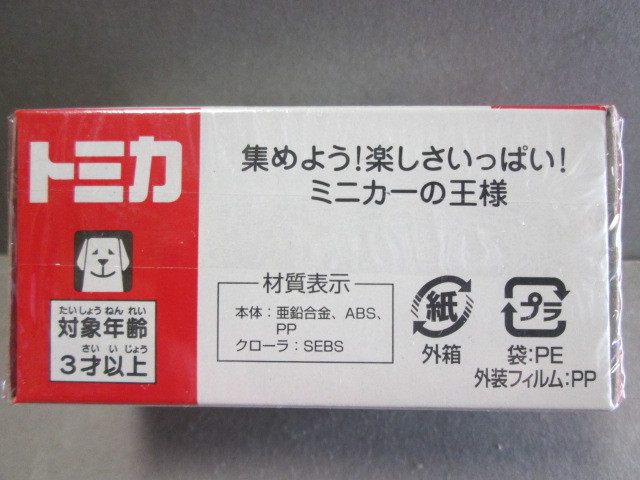 トミカ
集めよう!楽しさいっぱい!
ミニカーの王様
たいしょうねんれい
対象年齢
さいいじょう
3才以上
材質表示
本体:亜鉛合金、ABS、
PP
クローラ:SEBS
紙
外箱
プラ
袋:PE
外装フィルム:PP